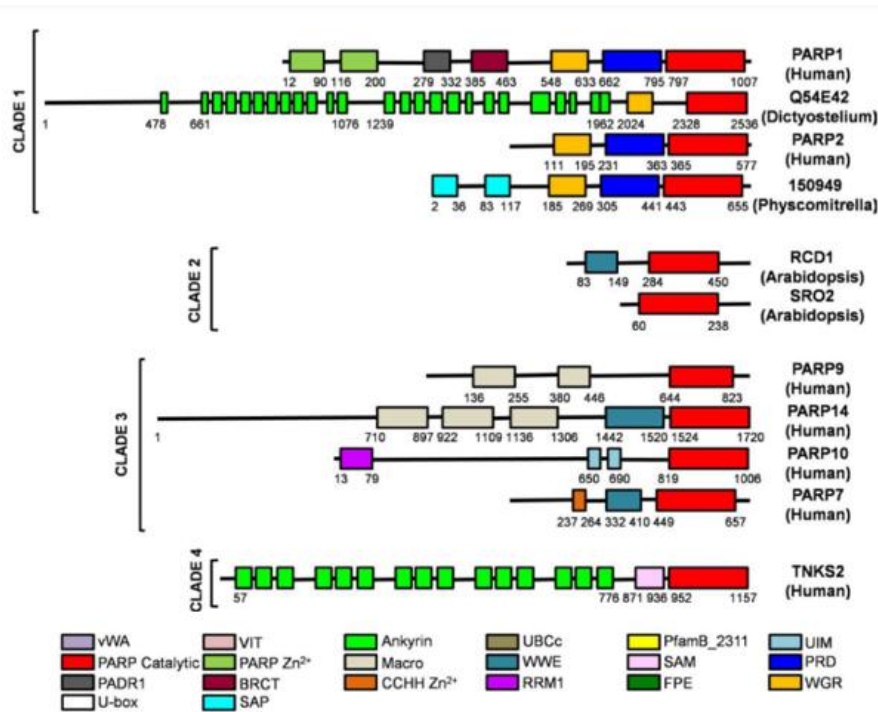 CLADE 1
PARP1
(Human)
12 90 116 200 279 332 385 463 548 633 662 795 797 1007
Q54E42
(Dictyostelium)
1 478 661 1076 1239 1962 2024 2328 2536
PARP2
(Human)
111 195 231 363 365 577
150949
(Physcomitrella)
2 36 83 117 185 269 305 441 443 655
CLADE 2
RCD1
(Arabidopsis)
83 149 284 450
SRO2
(Arabidopsis)
60 238
CLADE 3
PARP9
(Human)
136 255 380 446 644 823
PARP14
(Human)
1 710 897 922 1109 1136 1306 1442 1520 1524 1720
PARP10
(Human)
13 79 650 690 819 1006
PARP7
(Human)
237 264 332 410 449 657
CLADE 4
TNKS2
(Human)
57 776 871 936 952 1157
vWA VIT Ankyrin UBCc PfamB_2311 UIM
PARP Catalytic PARP Zn²⁺ Macro WWE SAM PRD
PADR1 BRCT CCHH Zn²⁺ RRM1 FPE WGR
U-box SAP